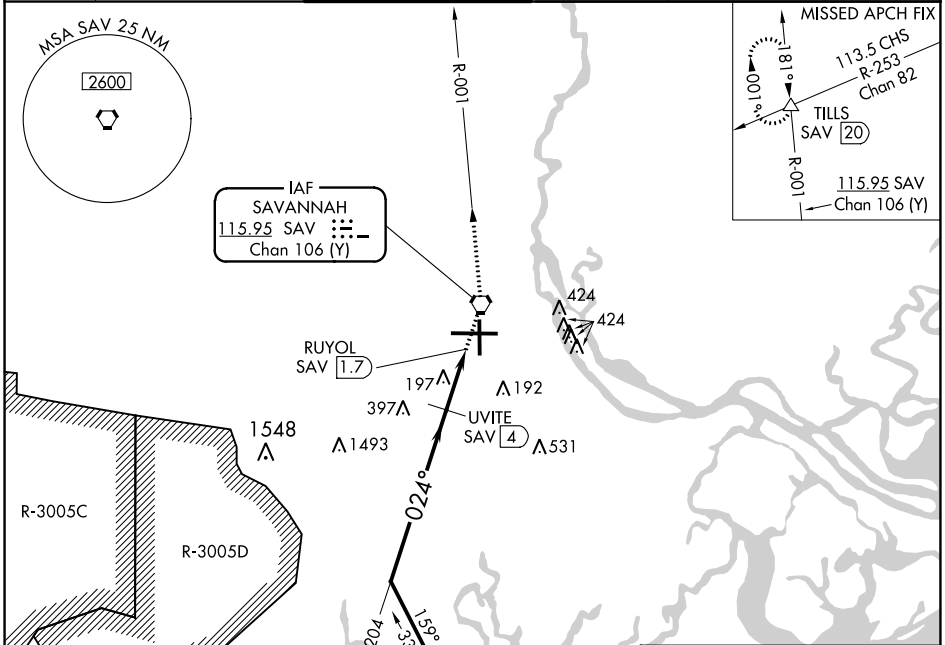 MSA SAV 25 NM
2600
R-001
MISSED APCH FIX
181°
001°
113.5 CHS
R-253
Chan 82
TILLS
SAV 20
R-001
115.95 SAV
Chan 106 (Y)
IAF
SAVANNAH
115.95 SAV
Chan 106 (Y)
424
424
RUYOL
SAV 1.7
197
192
397
UVITE
SAV 4
1548
1493
531
024°
R-3005C
R-3005D
204
159°